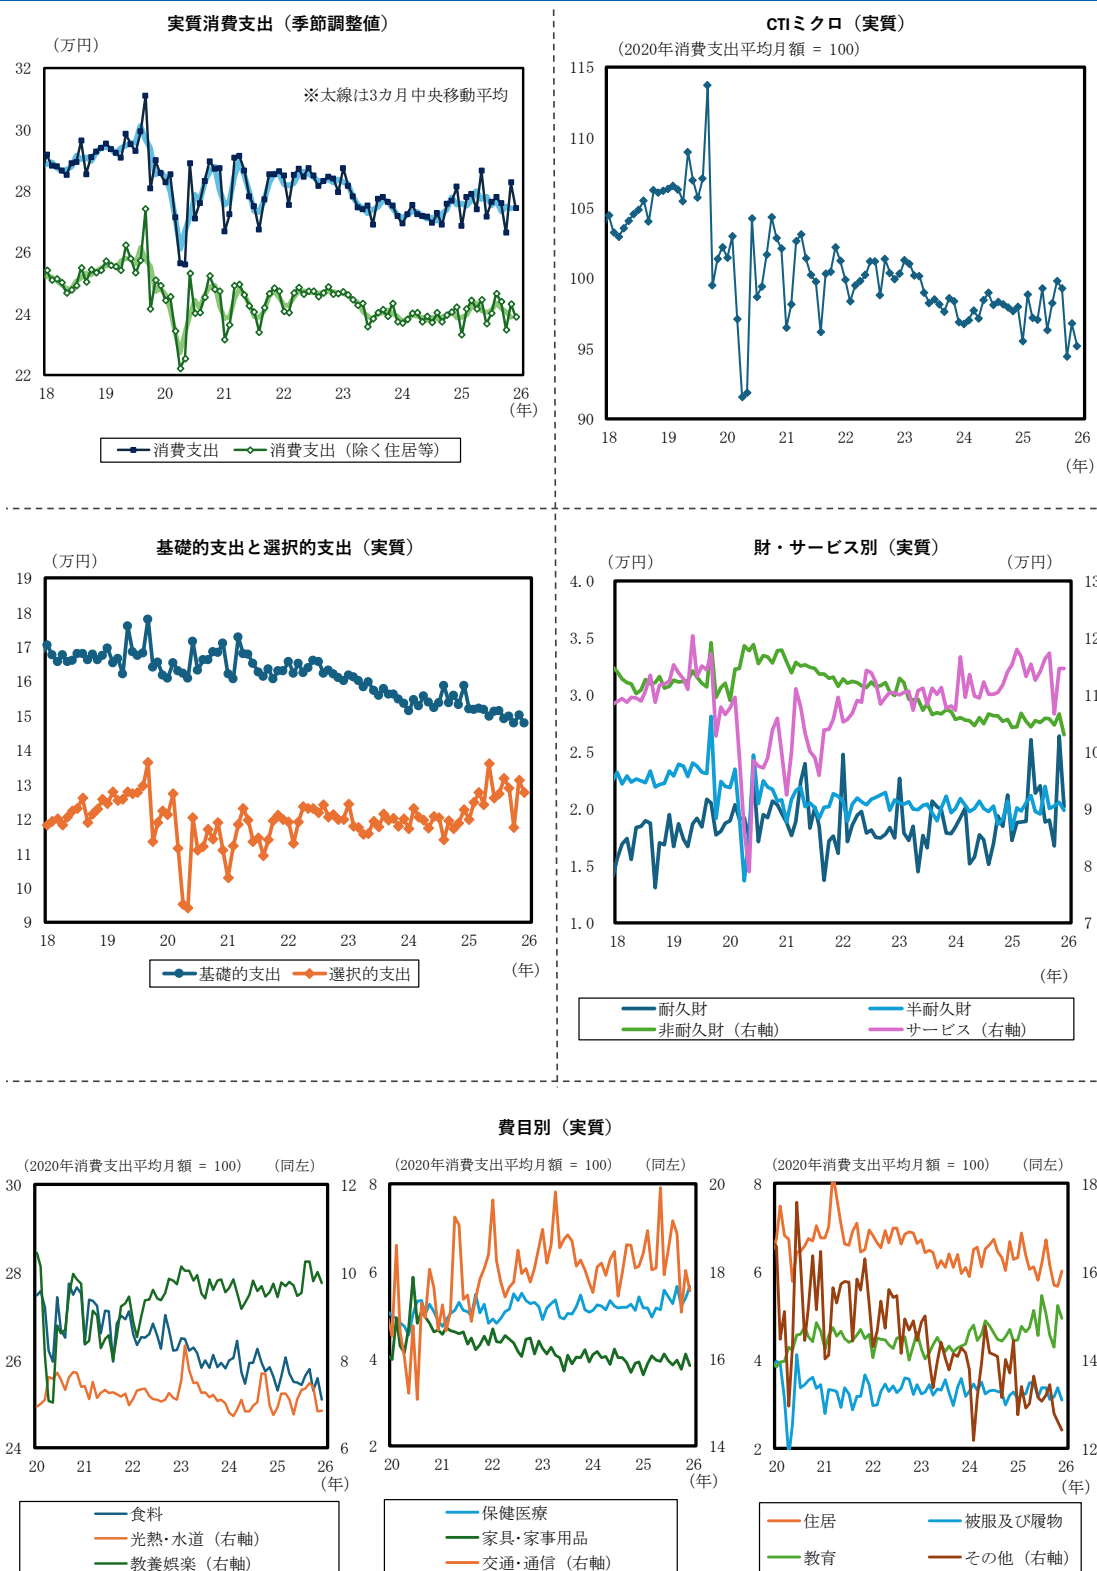 実質消費支出（季節調整値）
（万円）
※太線は3カ月中央移動平均
32
30
28
26
24
22
18 19 20 21 22 23 24 25 26
（年）
消費支出 消費支出（除く住居等）
CTIミクロ（実質）
（2020年消費支出平均月額 = 100）
115
110
105
100
95
90
18 19 20 21 22 23 24 25 26
（年）
基礎的支出と選択的支出（実質）
（万円）
19
18
17
16
15
14
13
12
11
10
9
18 19 20 21 22 23 24 25 26
（年）
基礎的支出 選択的支出
財・サービス別（実質）
（万円） （万円）
4.0 13
3.5 12
3.0 11
2.5 10
2.0 9
1.5 8
1.0 7
18 19 20 21 22 23 24 25 26
（年）
耐久財 半耐久財
非耐久財（右軸） サービス（右軸）
費目別（実質）
（2020年消費支出平均月額 = 100） （同左）
30 12
28 10
26 8
24 6
20 21 22 23 24 25 26
（年）
食料
光熱・水道（右軸）
教養娯楽（右軸）
（2020年消費支出平均月額 = 100） （同左）
8 20
6 18
4 16
2 14
20 21 22 23 24 25 26
（年）
保健医療
家具・家事用品
交通・通信（右軸）
（2020年消費支出平均月額 = 100） （同左）
8 18
6 16
4 14
2 12
20 21 22 23 24 25 26
（年）
住居 被服及び履物
教育 その他（右軸）